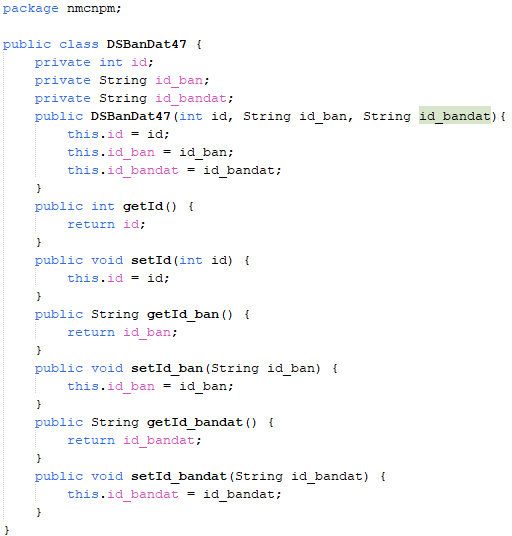 package nmcnpm;
public class DSBanDat47 {
private int id;
private String id_ban;
private String id_bandat;
public DSBanDat47(int id, String id_ban, String id_bandat){
this.id = id;
this.id_ban = id_ban;
this.id_bandat = id_bandat;
}
public int getId() {
return id;
}
public void setId(int id) {
this.id = id;
}
public String getId_ban() {
return id_ban;
}
public void setId_ban(String id_ban) {
this.id_ban = id_ban;
}
public String getId_bandat() {
return id_bandat;
}
public void setId_bandat(String id_bandat) {
this.id_bandat = id_bandat;
}
}